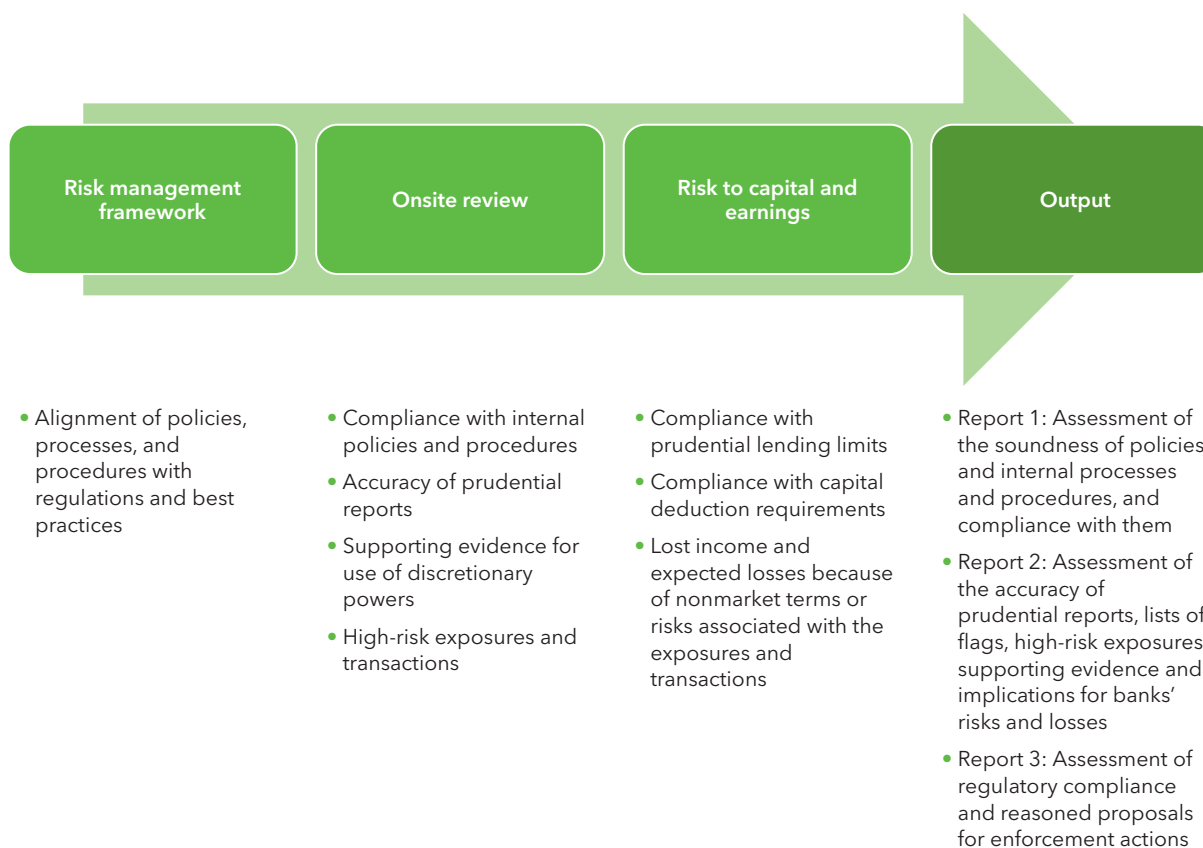 Risk management
framework
Onsite review
Risk to capital and
earnings
Output
• Alignment of policies,
processes, and
procedures with
regulations and best
practices
• Compliance with internal
policies and procedures
• Accuracy of prudential
reports
• Supporting evidence for
use of discretionary
powers
• High-risk exposures and
transactions
• Compliance with
prudential lending limits
• Compliance with capital
deduction requirements
• Lost income and
expected losses because
of nonmarket terms or
risks associated with the
exposures and
transactions
• Report 1: Assessment of
the soundness of policies
and internal processes
and procedures, and
compliance with them
• Report 2: Assessment of
the accuracy of
prudential reports, lists of
flags, high-risk exposures
supporting evidence and
implications for banks’
risks and losses
• Report 3: Assessment of
regulatory compliance
and reasoned proposals
for enforcement actions